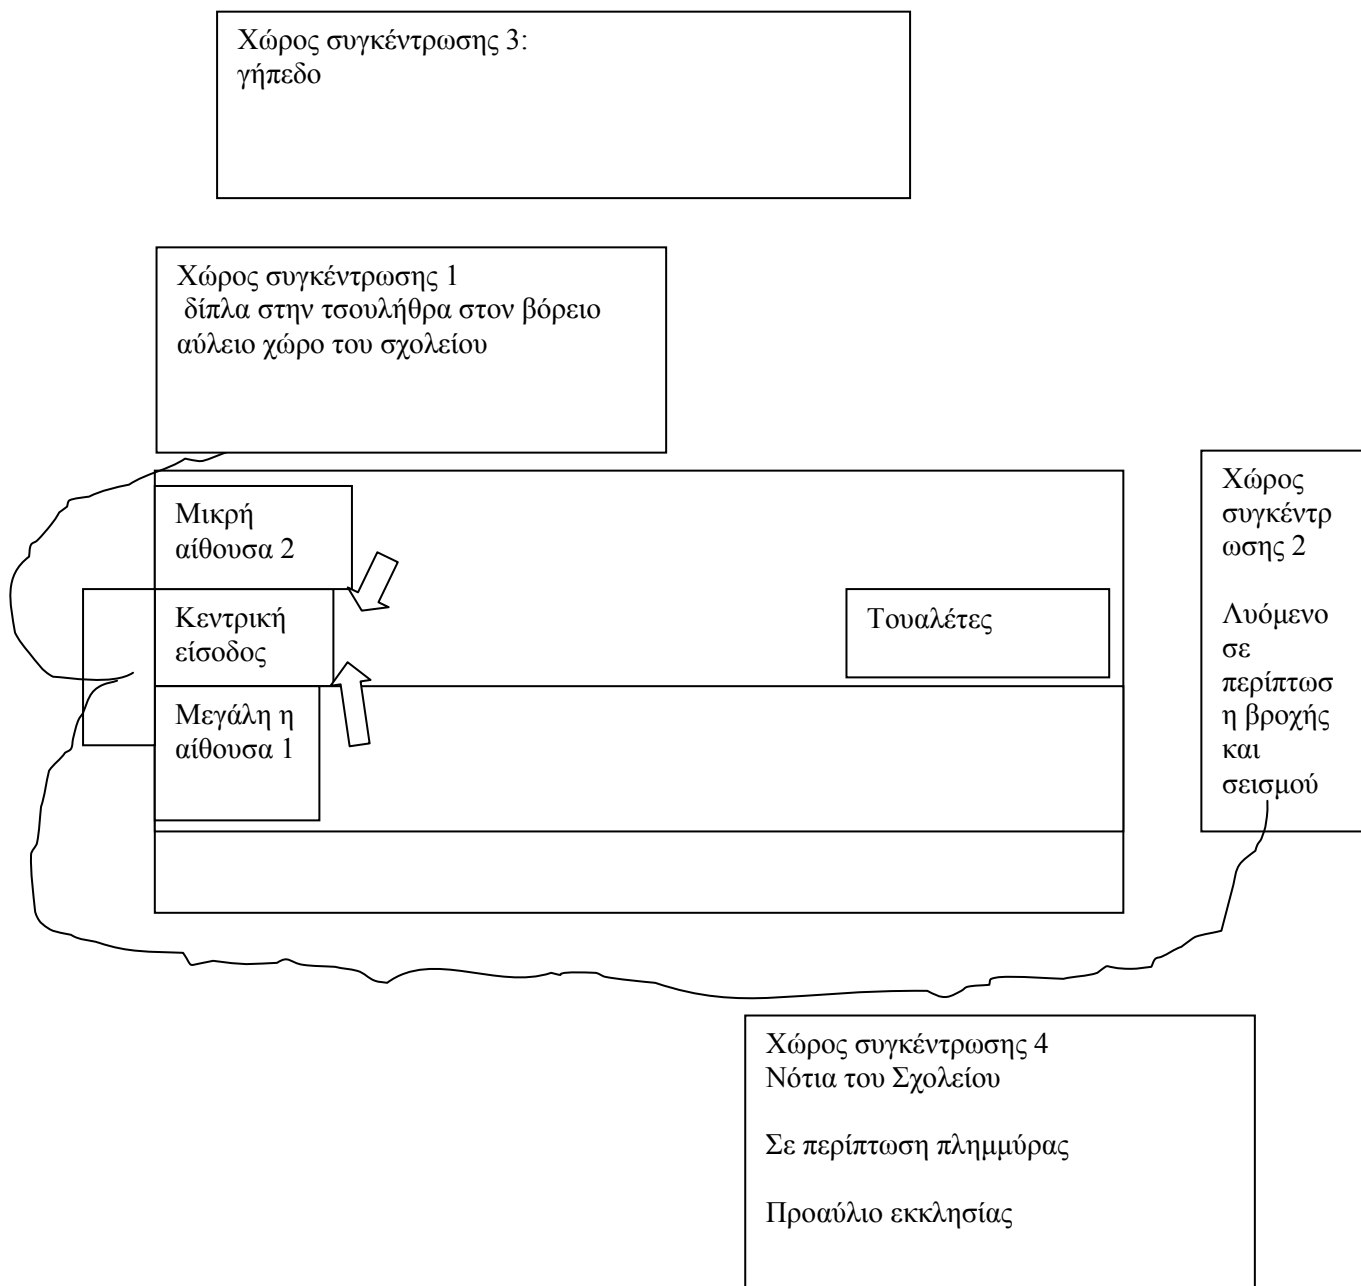 Χώρος συγκέντρωσης 3:
γήπεδο
Χώρος συγκέντρωσης 1
δίπλα στην τσουλήθρα στον βόρειο
αύλειο χώρο του σχολείου
Μικρή
αίθουσα 2
Κεντρική
είσοδος
Μεγάλη η
αίθουσα 1
Τουαλέτες
Χώρος
συγκέντρ
ωσης 2
Λυόμενο
σε
περίπτωσ
η βροχής
και
σεισμού
Χώρος συγκέντρωσης 4
Νότια του Σχολείου
Σε περίπτωση πλημμύρας
Προαύλιο εκκλησίας